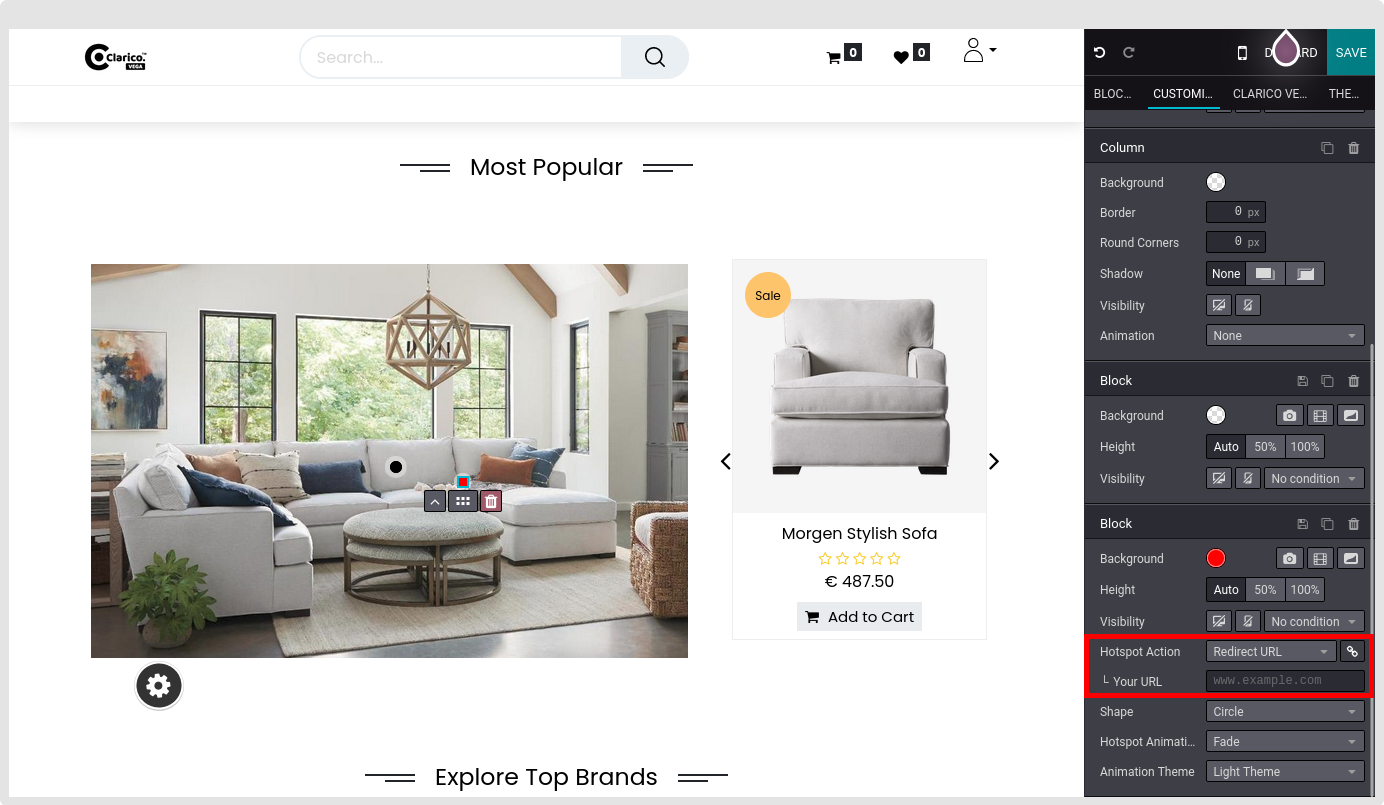 Clarico.™
VEGA
Search...
0
0
SAVE
BLOC...
CUSTOMI...
CLARICO VE...
THE...
Most Popular
Column
Background
Border
0 px
Round Corners
0 px
Shadow
None
Visibility
Animation
None
Block
Background
Height
Auto
50%
100%
Visibility
No condition
Block
Background
Height
Auto
50%
100%
Visibility
No condition
Hotspot Action
Redirect URL
└ Your URL
www.example.com
Shape
Circle
Hotspot Animati...
Fade
Animation Theme
Light Theme
Sale
Morgen Stylish Sofa
€ 487.50
Add to Cart
Explore Top Brands